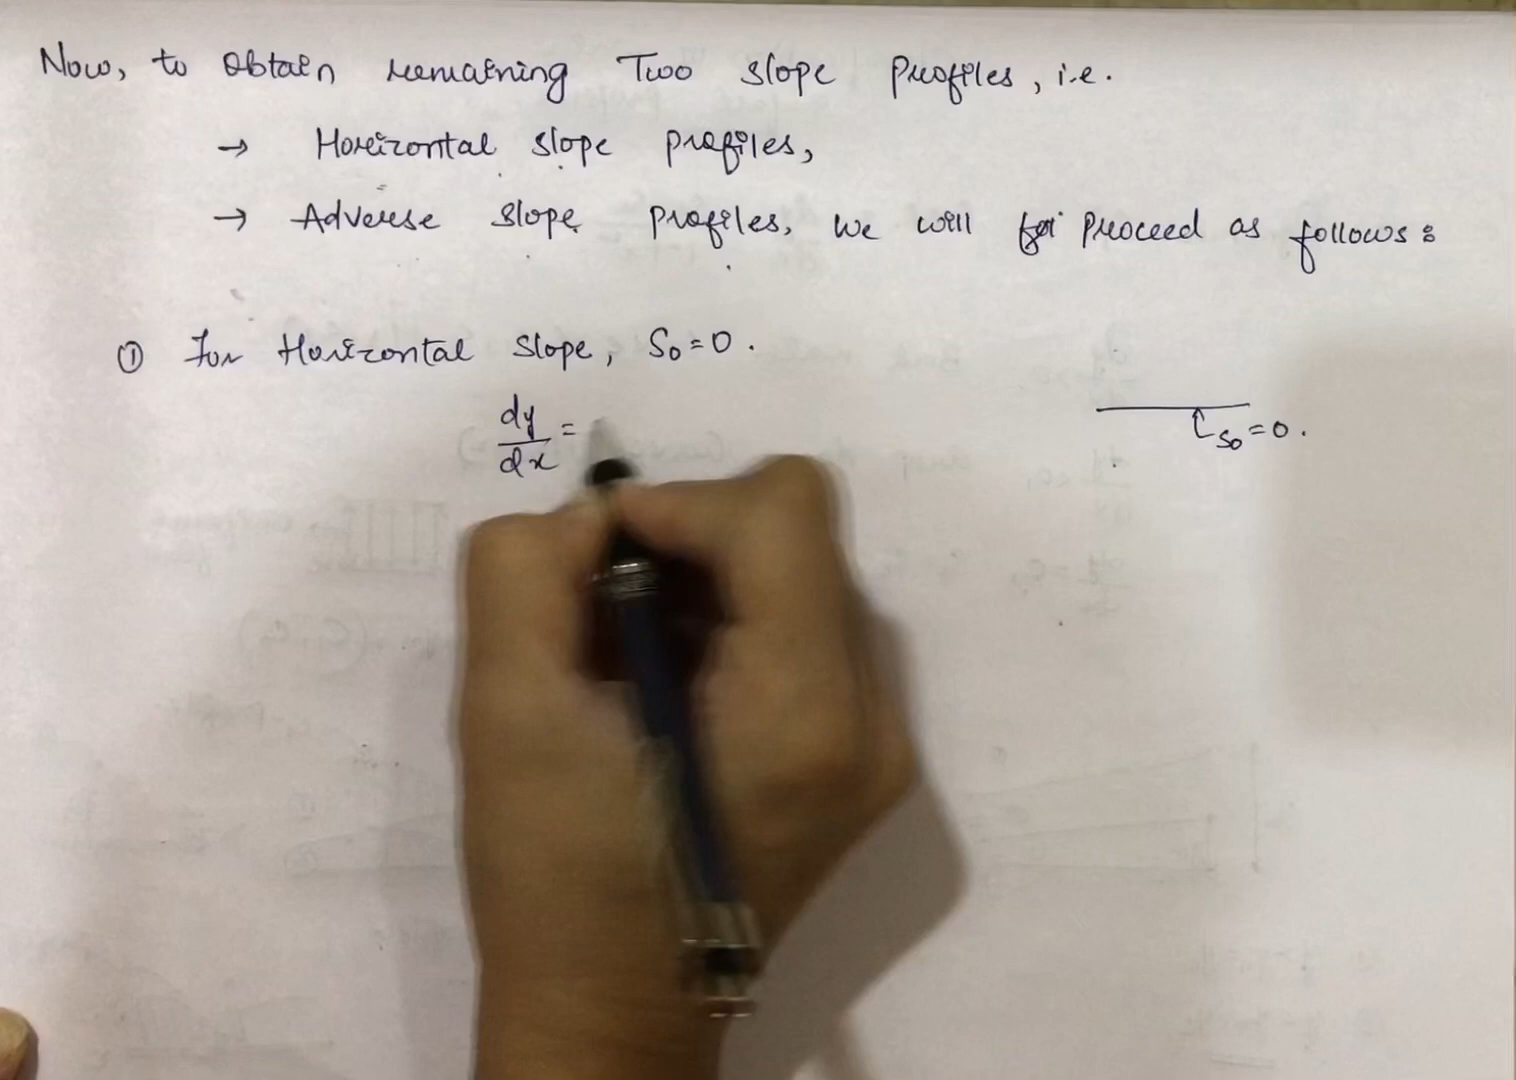 Now, to obtain remaining Two slope profiles, i.e.
→ Horizontal slope profiles,
→ Adverse slope profiles, we will proceed as follows :
① For Horizontal slope, S₀ = 0 .
dy/dx =
S₀ = 0 .